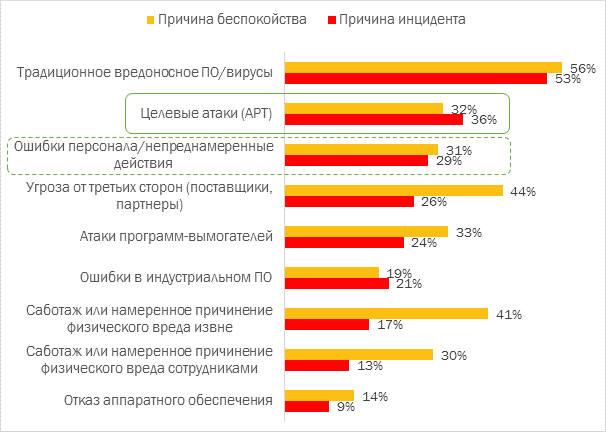 Причина беспокойства Причина инцидента
Традиционное вредоносное ПО/вирусы 56%
53%
Целевые атаки (АРТ) 32%
36%
Ошибки персонала/непреднамеренные 31%
действия 29%
Угроза от третьих сторон (поставщики, 44%
партнеры) 26%
Атаки программ-вымогателей 33%
24%
Ошибки в индустриальном ПО 19%
21%
Саботаж или намеренное причинение 41%
физического вреда извне 17%
Саботаж или намеренное причинение 30%
физического вреда сотрудниками 13%
Отказ аппаратного обеспечения 14%
9%